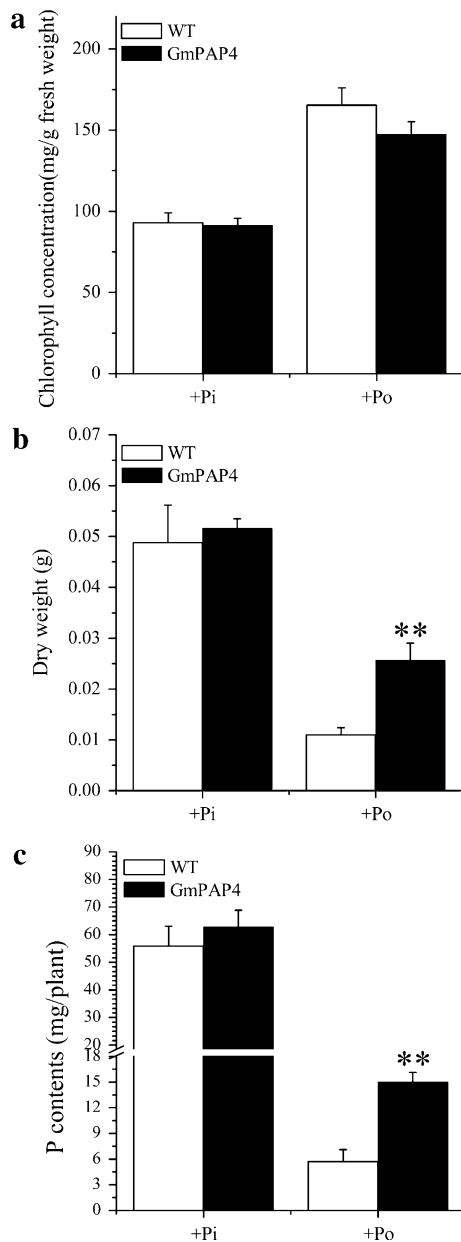 a
WT
GmPAP4
Chlorophyll concentration(mg/g fresh weight)
200
150
100
50
0
+Pi
+Po
b
WT
GmPAP4
Dry weight (g)
0.07
0.06
0.05
0.04
0.03
0.02
0.01
0.00
**
+Pi
+Po
c
WT
GmPAP4
P contents (mg/plant)
90
80
70
60
50
40
30
20
18
15
12
9
6
3
0
**
+Pi
+Po